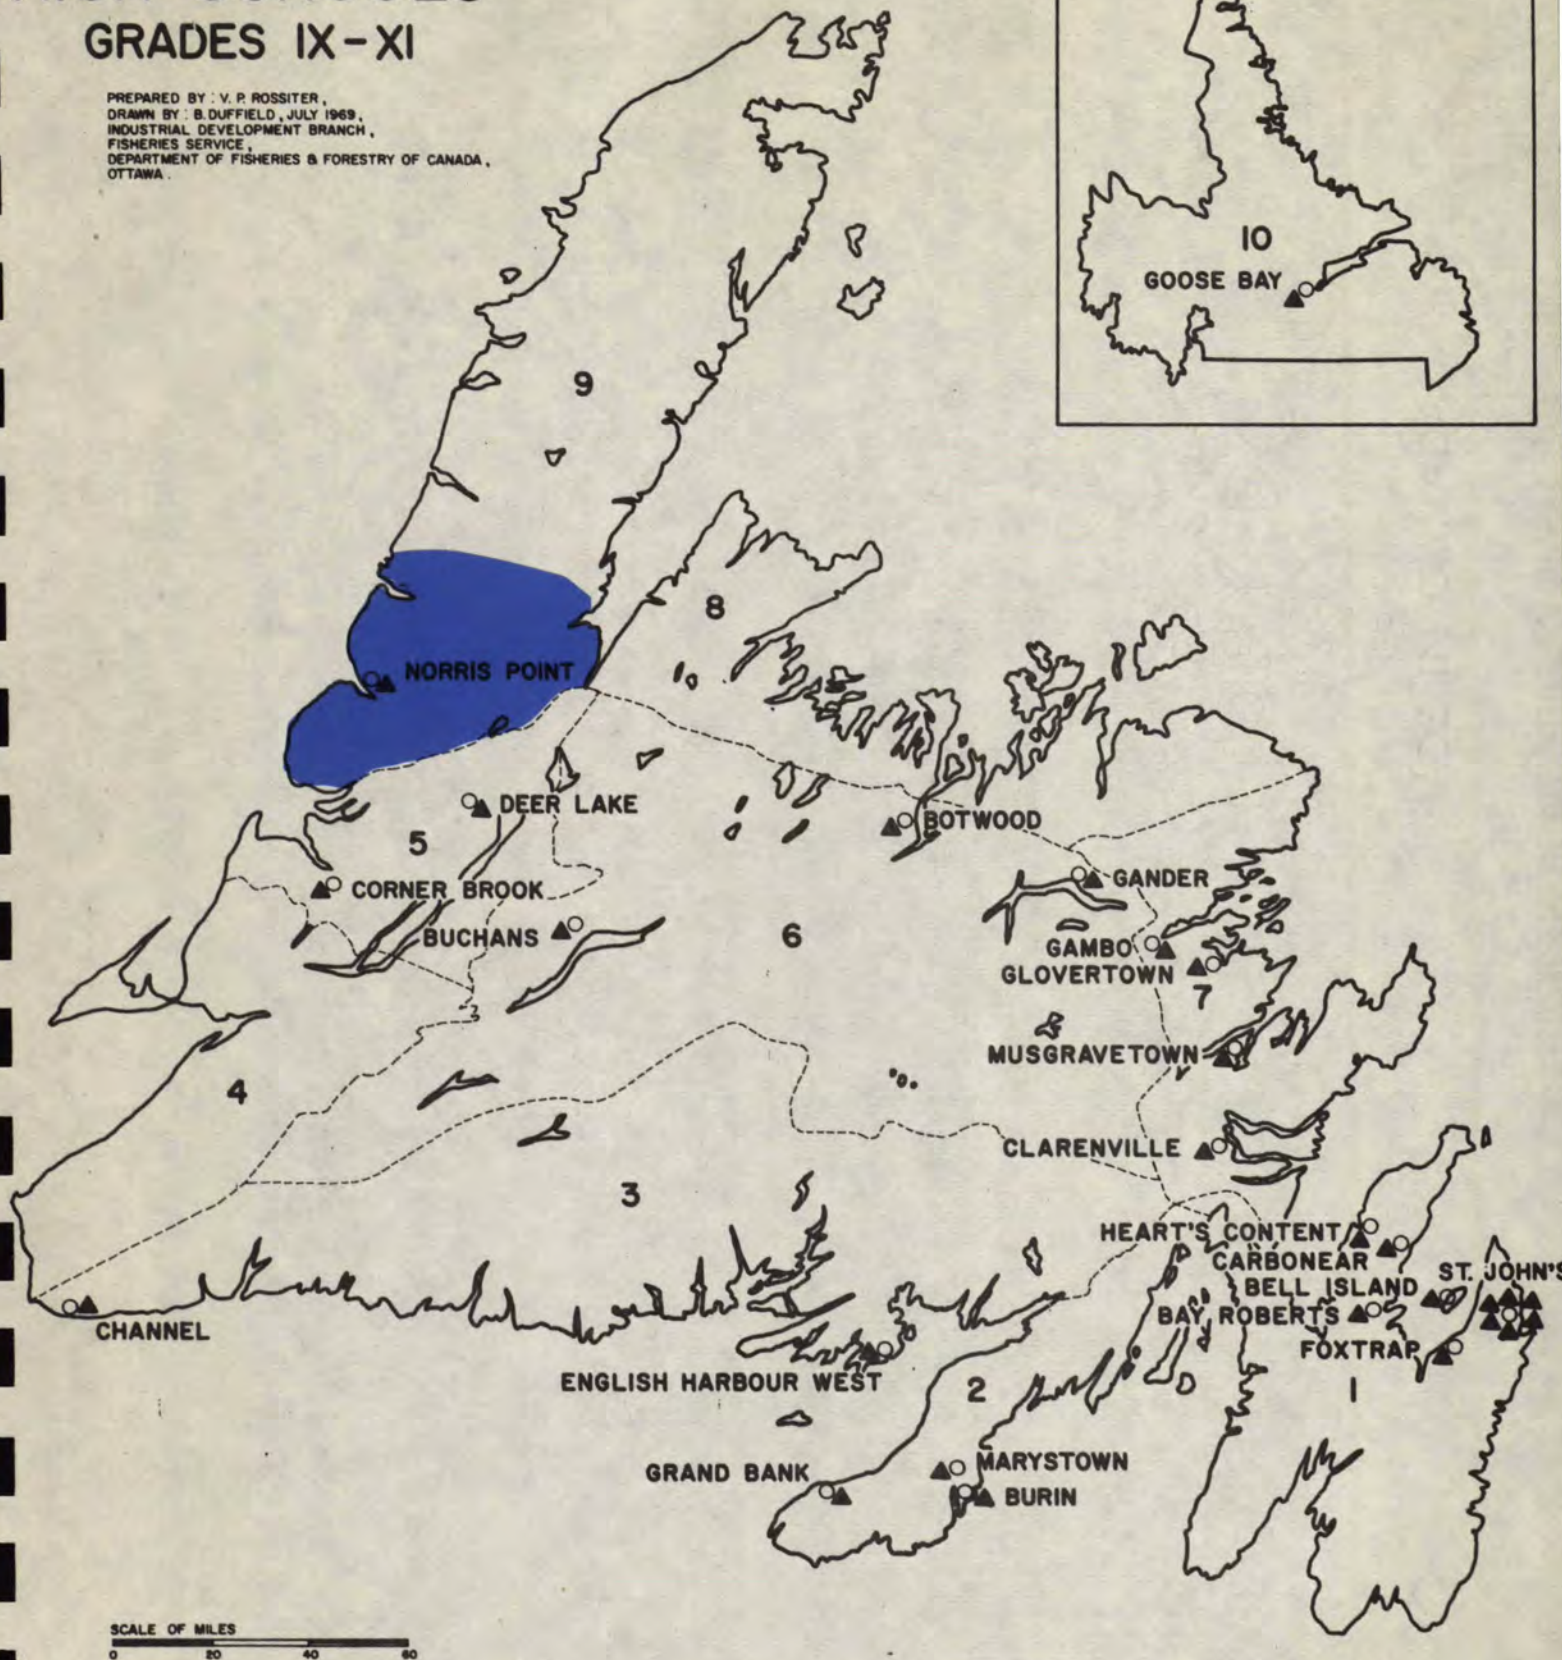 GRADES IX-XI
PREPARED BY : V. P. ROSSITER,
DRAWN BY : B. DUFFIELD, JULY 1969,
INDUSTRIAL DEVELOPMENT BRANCH,
FISHERIES SERVICE,
DEPARTMENT OF FISHERIES & FORESTRY OF CANADA,
OTTAWA.
10
GOOSE BAY
9
8
NORRIS POINT
DEER LAKE
BOTWOOD
5
GANDER
CORNER BROOK
BUCHANS
6
GAMBO
GLOVERTOWN
7
MUSGRAVETOWN
4
CLARENVILLE
3
HEART'S CONTENT
CARBONEAR
ST. JOHN'S
BELL ISLAND
BAY ROBERTS
CHANNEL
FOXTRAP
ENGLISH HARBOUR WEST
2
1
MARYSTOWN
GRAND BANK
BURIN
SCALE OF MILES
0 20 40 60